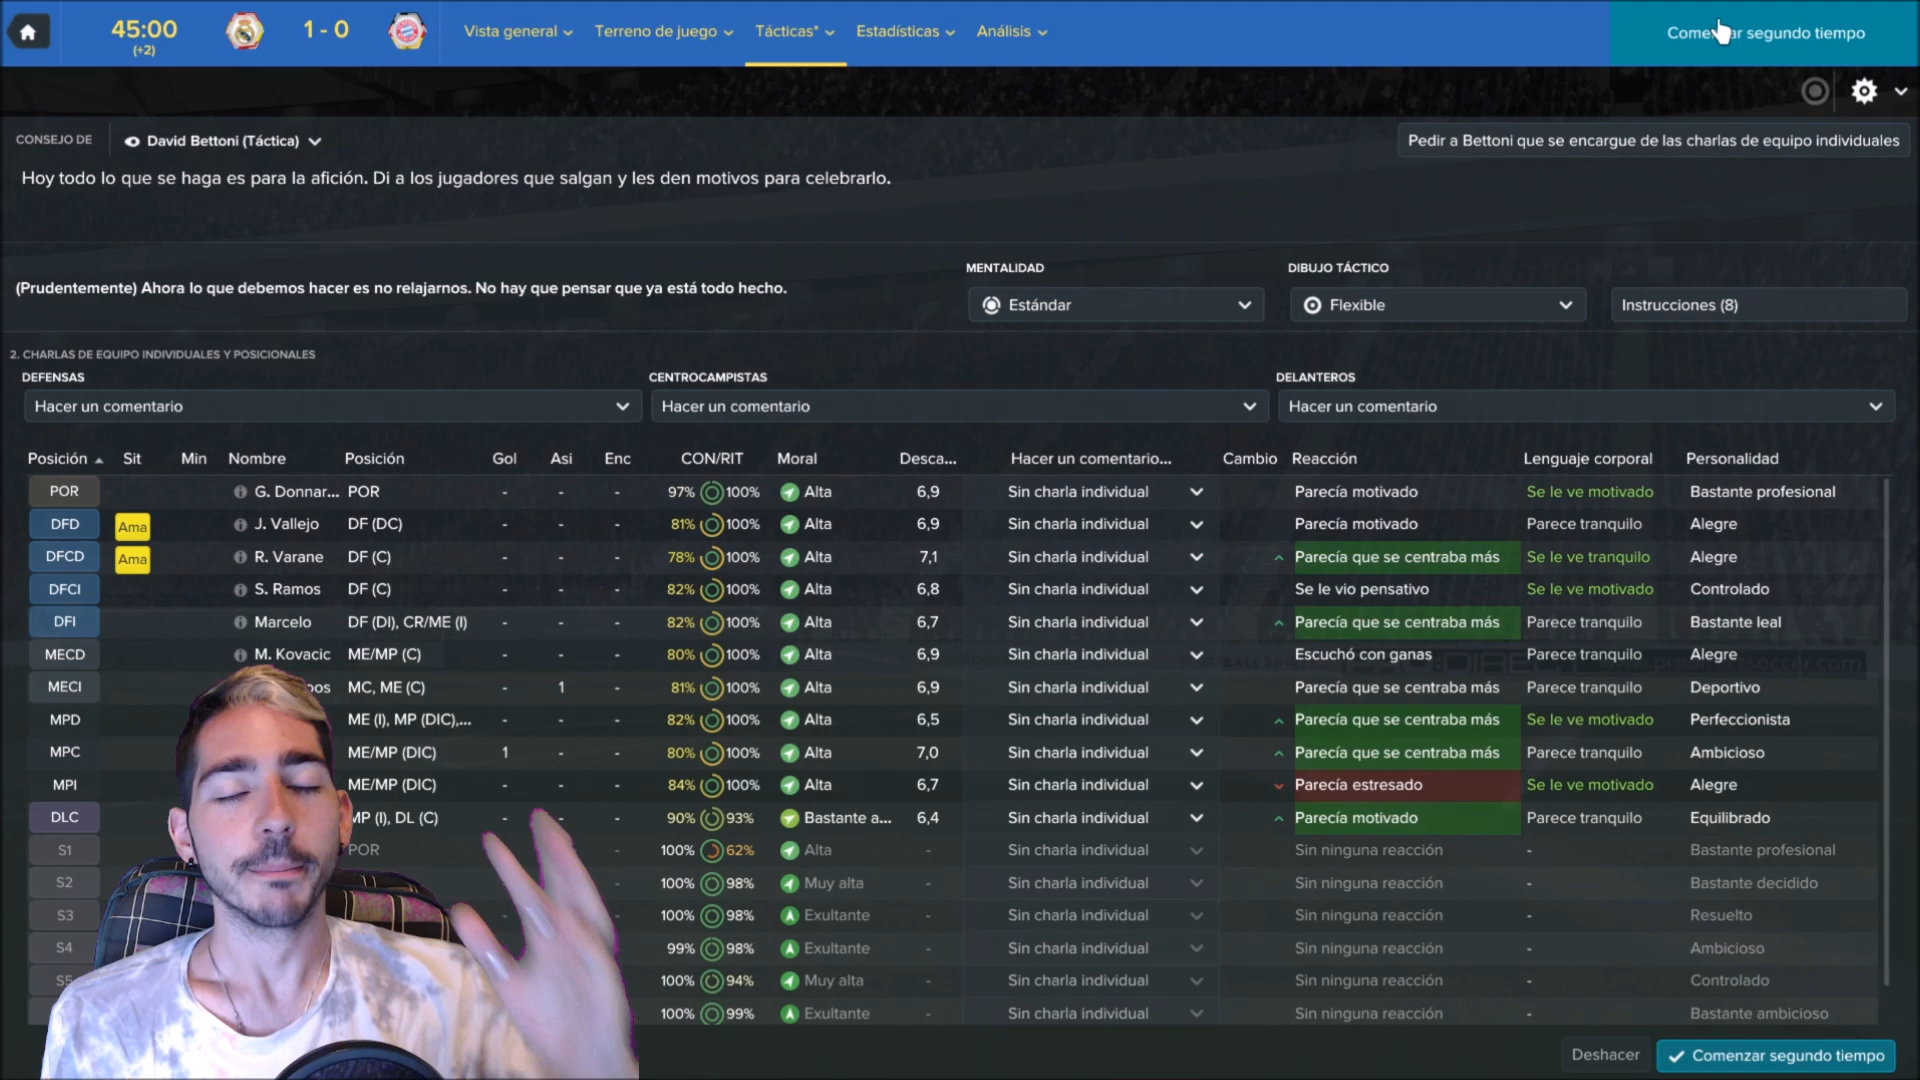 45:00
(+2)
1 - 0
Vista general
Terreno de juego
Tácticas*
Estadísticas
Análisis
segundo tiempo
CONSEJO DE
David Bettoni (Táctica)
Pedir a Bettoni que se encargue de las charlas de equipo individuales
Hoy todo lo que se haga es para la afición. Di a los jugadores que salgan y les den motivos para celebrarlo.
MENTALIDAD
DIBUJO TÁCTICO
(Prudentemente) Ahora lo que debemos hacer es no relajarnos. No hay que pensar que ya está todo hecho.
Estándar
Flexible
Instrucciones (8)
2. CHARLAS DE EQUIPO INDIVIDUALES Y POSICIONALES
DEFENSAS
CENTROCAMPISTAS
DELANTEROS
Hacer un comentario
Hacer un comentario
Hacer un comentario
Posición Sit Min Nombre Posición Gol Asi Enc CON/RIT Moral Desca... Hacer un comentario... Cambio Reacción Lenguaje corporal Personalidad
POR G. Donnar... POR - - - 97% 100% Alta 6,9 Sin charla individual Parecía motivado Se le ve motivado Bastante profesional
DFD Ama J. Vallejo DF (DC) - - - 81% 100% Alta 6,9 Sin charla individual Parecía motivado Parece tranquilo Alegre
DFCD Ama R. Varane DF (C) - - - 78% 100% Alta 7,1 Sin charla individual Parecía que se centraba más Se le ve tranquilo Alegre
DFCI S. Ramos DF (C) - - - 82% 100% Alta 6,8 Sin charla individual Se le vio pensativo Se le ve motivado Controlado
DFI Marcelo DF (DI), CR/ME (I) - - - 82% 100% Alta 6,7 Sin charla individual Parecía que se centraba más Parece tranquilo Bastante leal
MECD M. Kovacic ME/MP (C) - - - 80% 100% Alta 6,9 Sin charla individual Escuchó con ganas Parece tranquilo Alegre
MECI MC, ME (C) - 1 - 81% 100% Alta 6,9 Sin charla individual Parecía que se centraba más Parece tranquilo Deportivo
MPD ME (I), MP (DIC),... - - - 82% 100% Alta 6,5 Sin charla individual Parecía que se centraba más Se le ve motivado Perfeccionista
MPC ME/MP (DIC) 1 - - 80% 100% Alta 7,0 Sin charla individual Parecía que se centraba más Parece tranquilo Ambicioso
MPI ME/MP (DIC) - - - 84% 100% Alta 6,7 Sin charla individual Parecía estresado Se le ve motivado Alegre
DLC MP (I), DL (C) - - - 90% 93% Bastante a... 6,4 Sin charla individual Parecía motivado Parece tranquilo Equilibrado
S1 POR - 100% 62% Alta - Sin charla individual Sin ninguna reacción - Bastante profesional
S2 - 100% 98% Muy alta - Sin charla individual Sin ninguna reacción - Bastante decidido
S3 - - 100% 98% Exultante - Sin charla individual Sin ninguna reacción - Resuelto
S4 - 99% 98% Exultante - Sin charla individual Sin ninguna reacción - Ambicioso
S5 - 100% 94% Muy alta - Sin charla individual Sin ninguna reacción - Controlado
100% 99% Exultante - Sin charla individual Sin ninguna reacción - Bastante ambicioso
Deshacer
Comenzar segundo tiempo